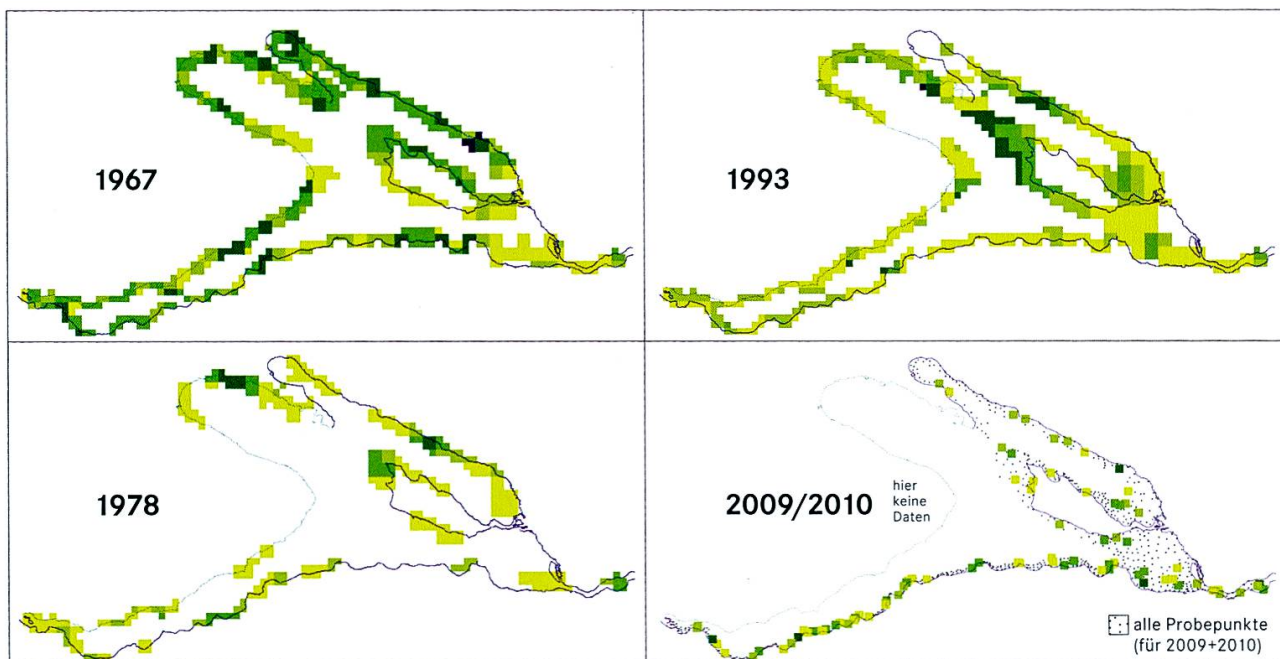 1967
1993
1978
2009/2010
hier
keine
Daten
alle Probepunkte
(für 2009+2010)